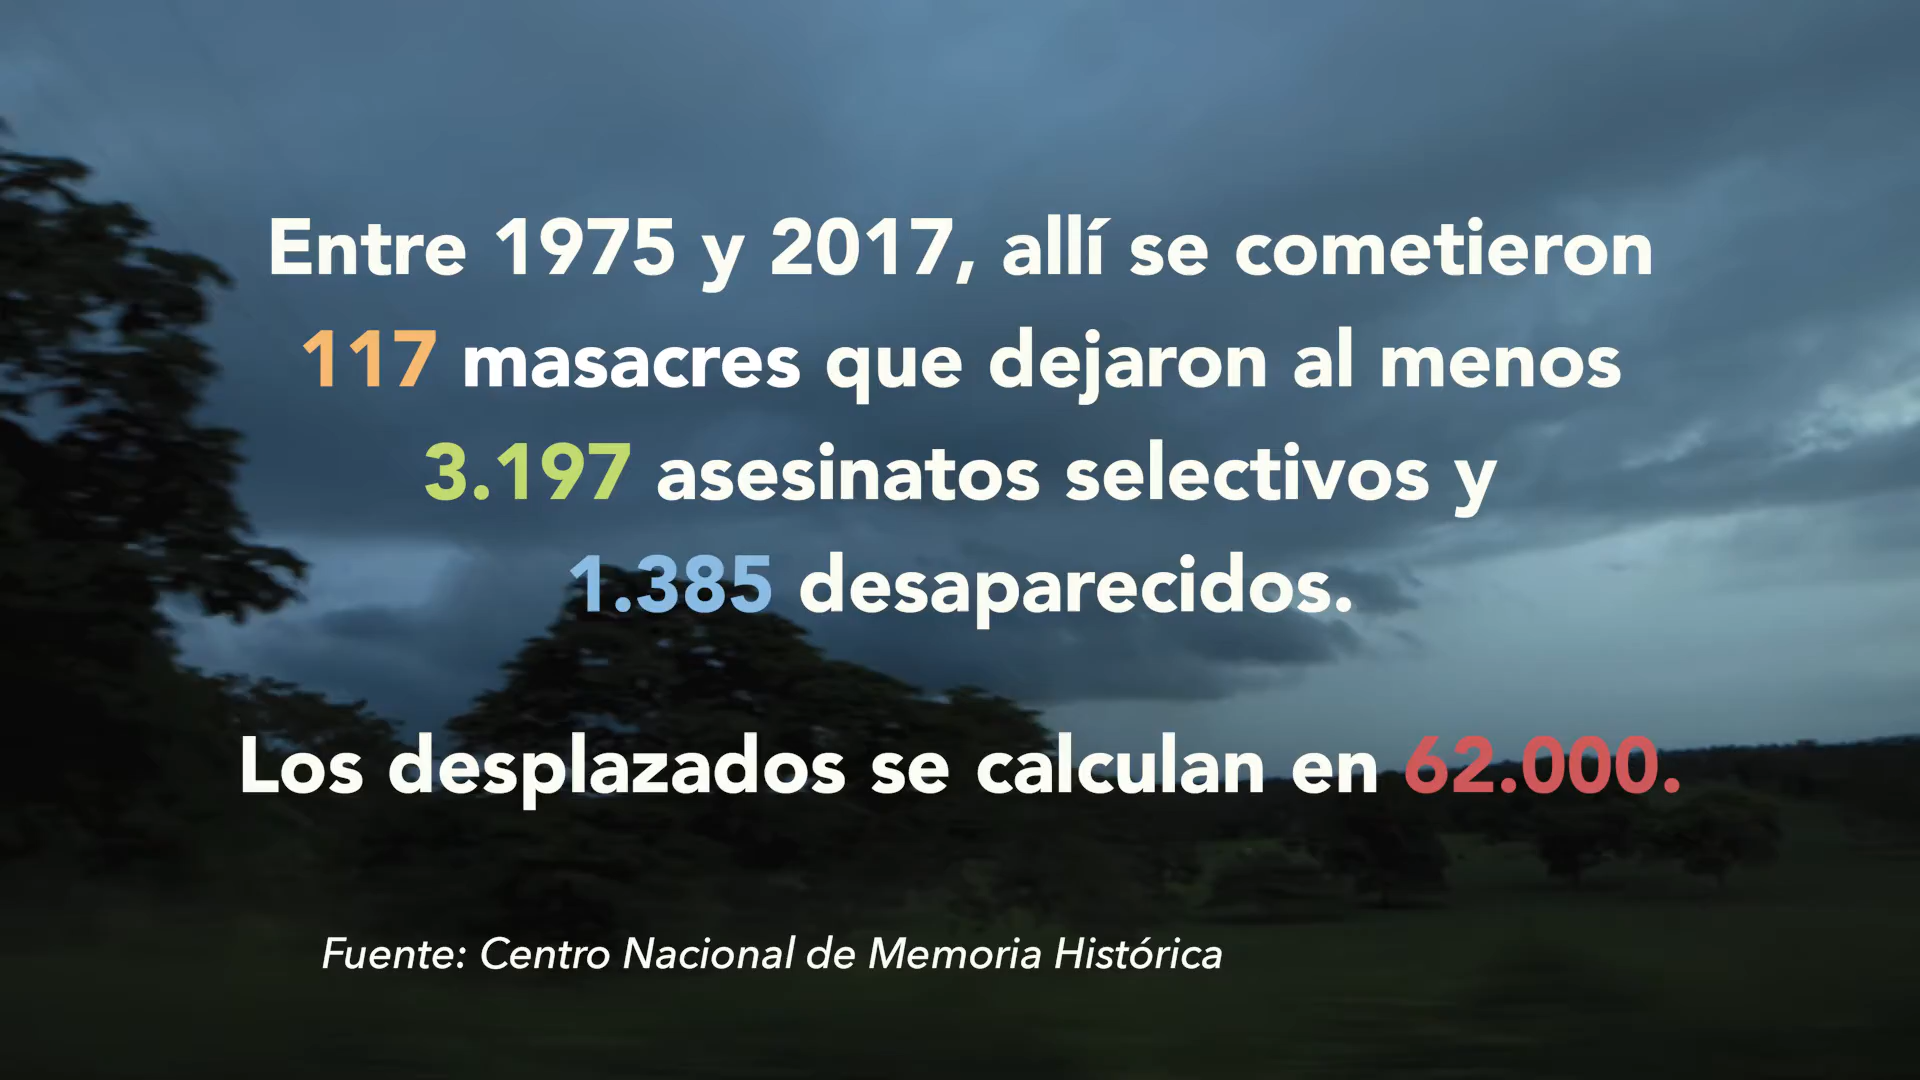 Entre 1975 y 2017, allí se cometieron
117 masacres que dejaron al menos
3.197 asesinatos selectivos y
1.385 desaparecidos.
Los desplazados se calculan en 62.000.
Fuente: Centro Nacional de Memoria Histórica